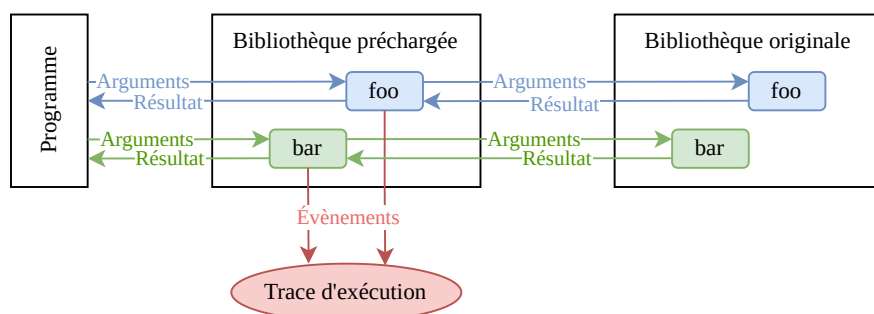 Programme
Bibliothèque préchargée
Bibliothèque originale
Arguments
Résultat
foo
Arguments
Résultat
foo
Arguments
Résultat
bar
Arguments
Résultat
bar
Évènements
Trace d'exécution